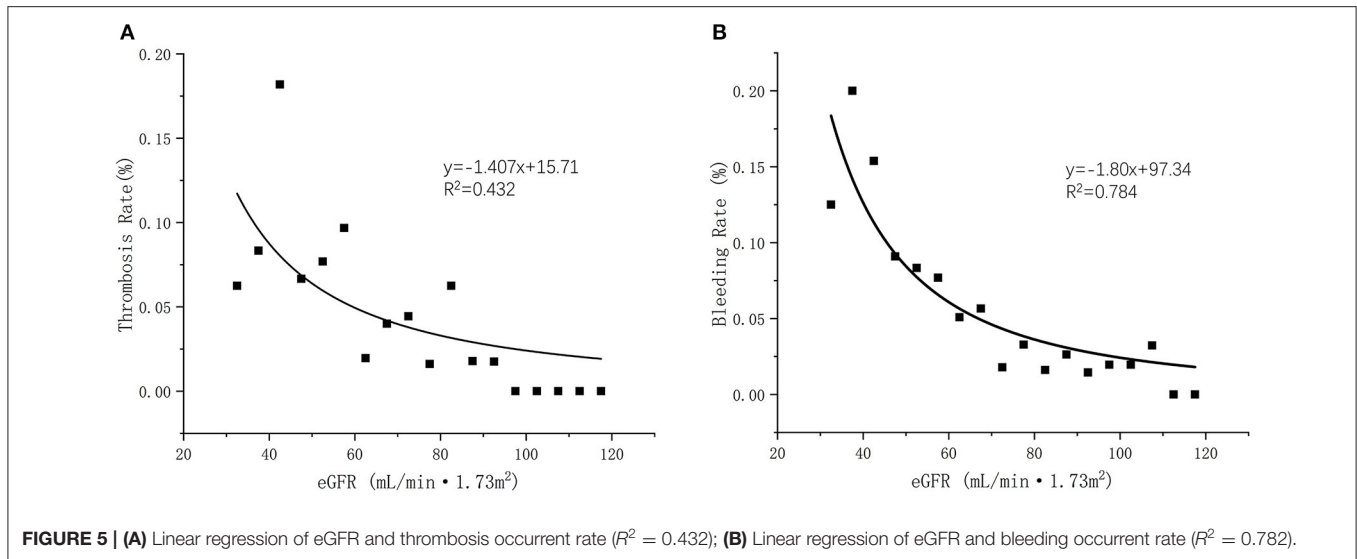 A
0.20
0.15
0.10
0.05
0.00
Thrombosis Rate(%)
y=-1.407x+15.71
R²=0.432
20 40 60 80 100 120
eGFR (mL/min • 1.73m²)
B
0.20
0.15
0.10
0.05
0.00
Bleeding Rate (%)
y=-1.80x+97.34
R²=0.784
20 40 60 80 100 120
eGFR (mL/min • 1.73m²)
FIGURE 5 | (A) Linear regression of eGFR and thrombosis occurrent rate (R² = 0.432); (B) Linear regression of eGFR and bleeding occurrent rate (R² = 0.782).